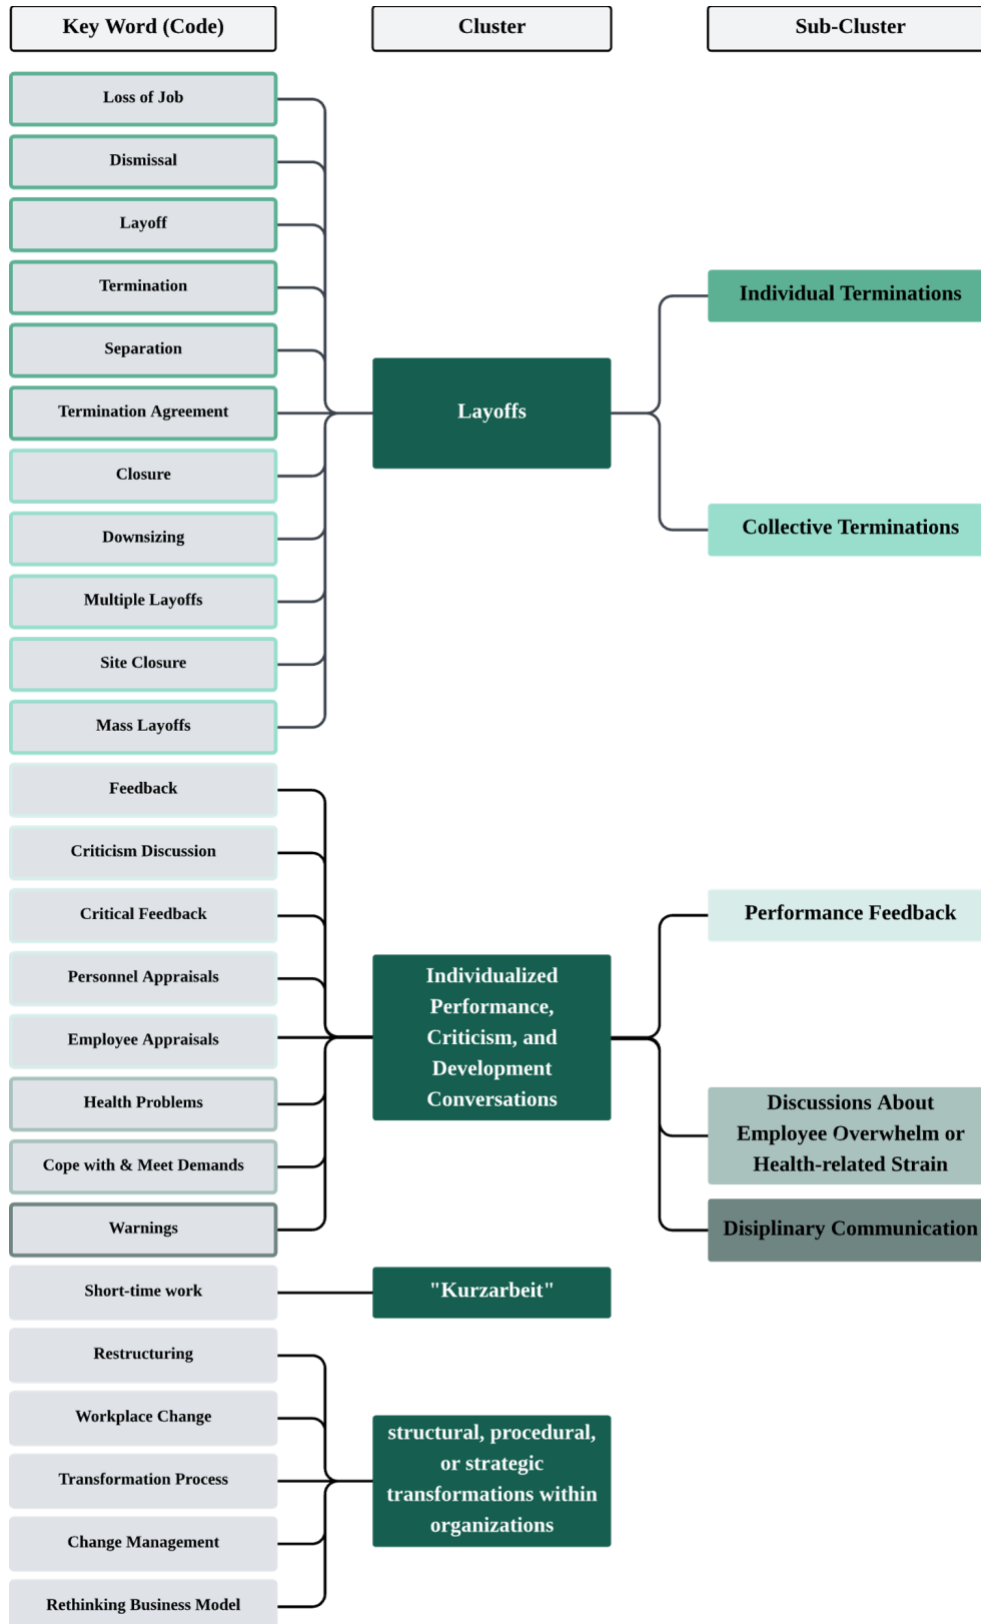 Key Word (Code)
Cluster
Sub-Cluster
Loss of Job
Dismissal
Layoff
Termination
Separation
Termination Agreement
Closure
Downsizing
Multiple Layoffs
Site Closure
Mass Layoffs
Layoffs
Individual Terminations
Collective Terminations
Feedback
Criticism Discussion
Critical Feedback
Personnel Appraisals
Employee Appraisals
Health Problems
Cope with & Meet Demands
Warnings
Individualized
Performance,
Criticism, and
Development
Conversations
Performance Feedback
Discussions About
Employee Overwhelm or
Health-related Strain
Disiplinary Communication
Short-time work
"Kurzarbeit"
Restructuring
Workplace Change
Transformation Process
Change Management
Rethinking Business Model
structural, procedural,
or strategic
transformations within
organizations